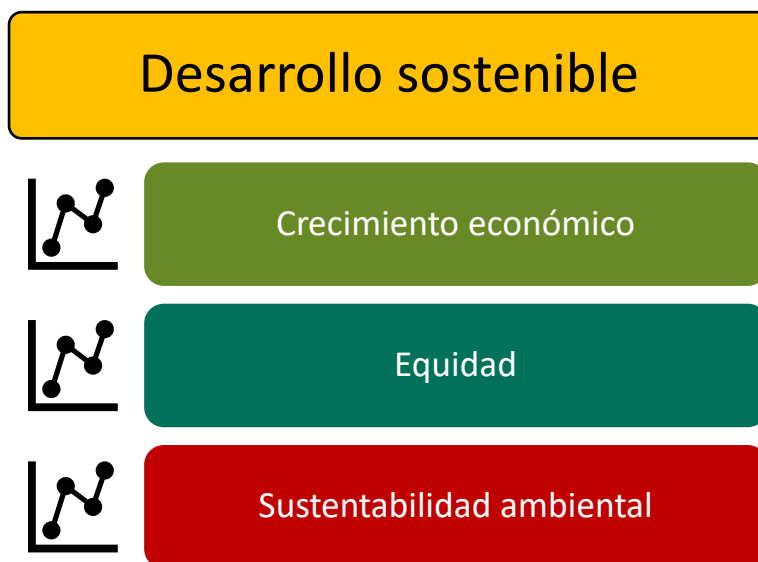 Desarrollo sostenible
Crecimiento económico
Equidad
Sustentabilidad ambiental